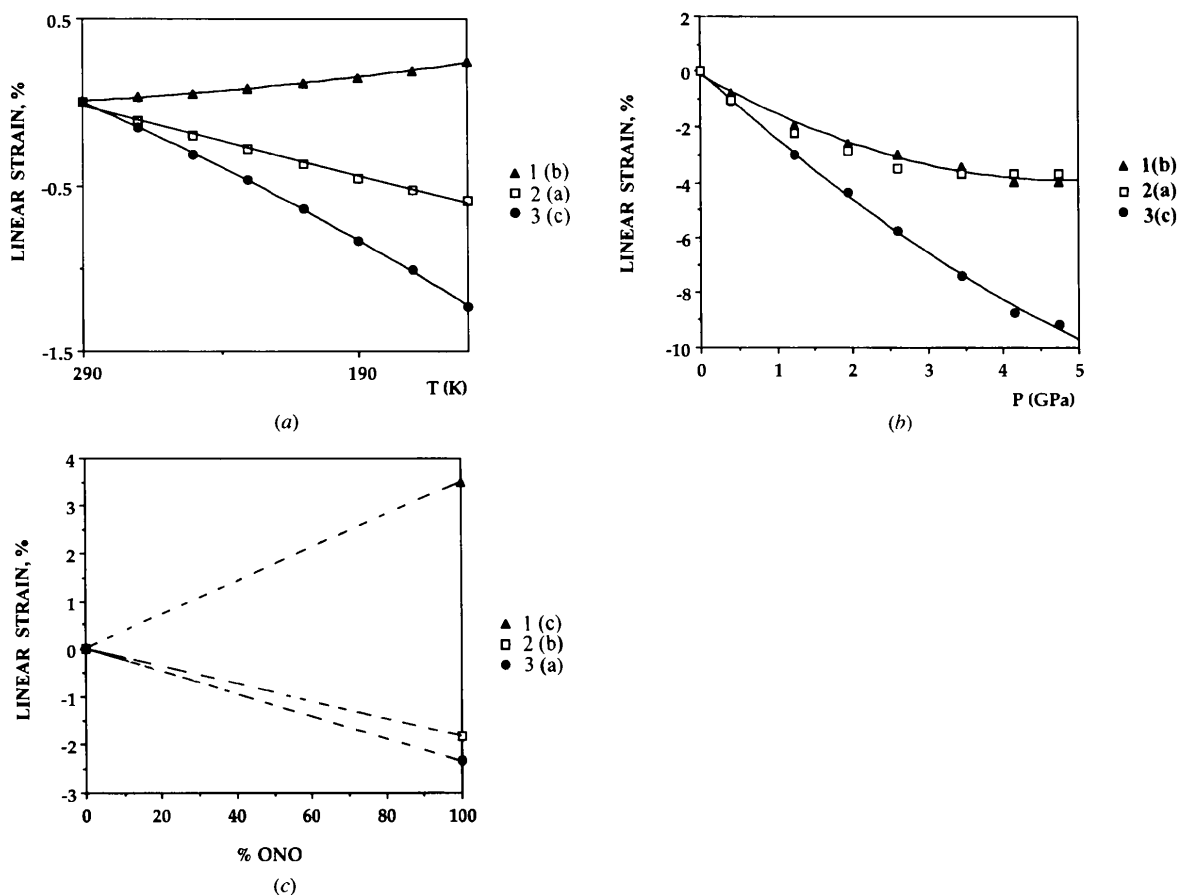 0.5
-0.5
-1.5
LINEAR STRAIN, %
290
190
T (K)
1 (b)
2 (a)
3 (c)
(a)
2
0
-2
-4
-6
-8
-10
LINEAR STRAIN, %
0
1
2
3
4
5
P (GPa)
1(b)
2(a)
3(c)
(b)
4
3
2
1
0
-1
-2
-3
LINEAR STRAIN, %
0
20
40
60
80
100
% ONO
1 (c)
2 (b)
3 (a)
(c)